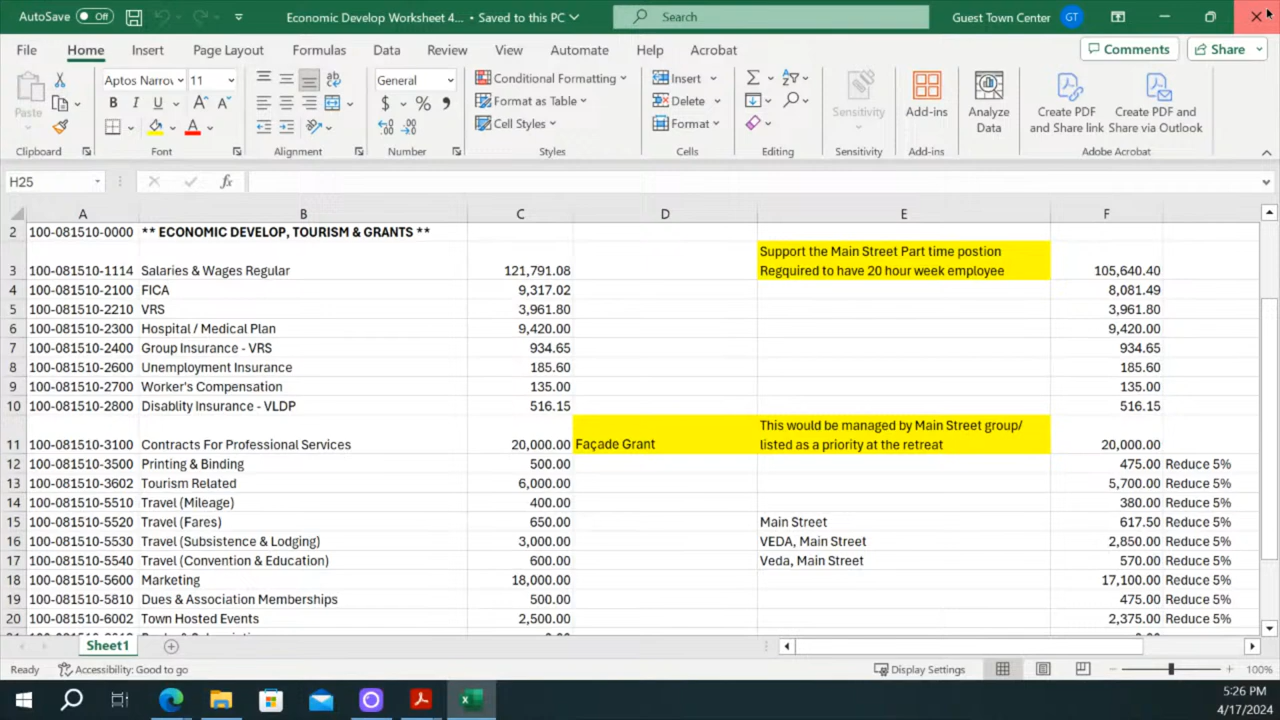 AutoSave Off Economic Develop Worksheet 4... • Saved to this PC Search Guest Town Center GT
File Home Insert Page Layout Formulas Data Review View Automate Help Acrobat Comments Share
Paste Aptos Narrov 11 General Conditional Formatting Insert Sensitivity Add-ins Analyze Data Create PDF and Share link Create PDF and Share via Outlook
B I U A A $ % Format as Table Delete
A Cell Styles Format
Clipboard Font Alignment Number Styles Cells Editing Sensitivity Add-ins Adobe Acrobat
H25 fx
A B C D E F
2 100-081510-0000 ** ECONOMIC DEVELOP, TOURISM & GRANTS **
Support the Main Street Part time postion
3 100-081510-1114 Salaries & Wages Regular 121,791.08 Regquired to have 20 hour week employee 105,640.40
4 100-081510-2100 FICA 9,317.02 8,081.49
5 100-081510-2210 VRS 3,961.80 3,961.80
6 100-081510-2300 Hospital / Medical Plan 9,420.00 9,420.00
7 100-081510-2400 Group Insurance - VRS 934.65 934.65
8 100-081510-2600 Unemployment Insurance 185.60 185.60
9 100-081510-2700 Worker's Compensation 135.00 135.00
10 100-081510-2800 Disablity Insurance - VLDP 516.15 516.15
This would be managed by Main Street group/
11 100-081510-3100 Contracts For Professional Services 20,000.00 Façade Grant listed as a priority at the retreat 20,000.00
12 100-081510-3500 Printing & Binding 500.00 475.00 Reduce 5%
13 100-081510-3602 Tourism Related 6,000.00 5,700.00 Reduce 5%
14 100-081510-5510 Travel (Mileage) 400.00 380.00 Reduce 5%
15 100-081510-5520 Travel (Fares) 650.00 Main Street 617.50 Reduce 5%
16 100-081510-5530 Travel (Subsistence & Lodging) 3,000.00 VEDA, Main Street 2,850.00 Reduce 5%
17 100-081510-5540 Travel (Convention & Education) 600.00 Veda, Main Street 570.00 Reduce 5%
18 100-081510-5600 Marketing 18,000.00 17,100.00 Reduce 5%
19 100-081510-5810 Dues & Association Memberships 500.00 475.00 Reduce 5%
20 100-081510-6002 Town Hosted Events 2,500.00 2,375.00 Reduce 5%
Sheet1
Ready Accessibility: Good to go Display Settings 100%
5:26 PM
4/17/2024